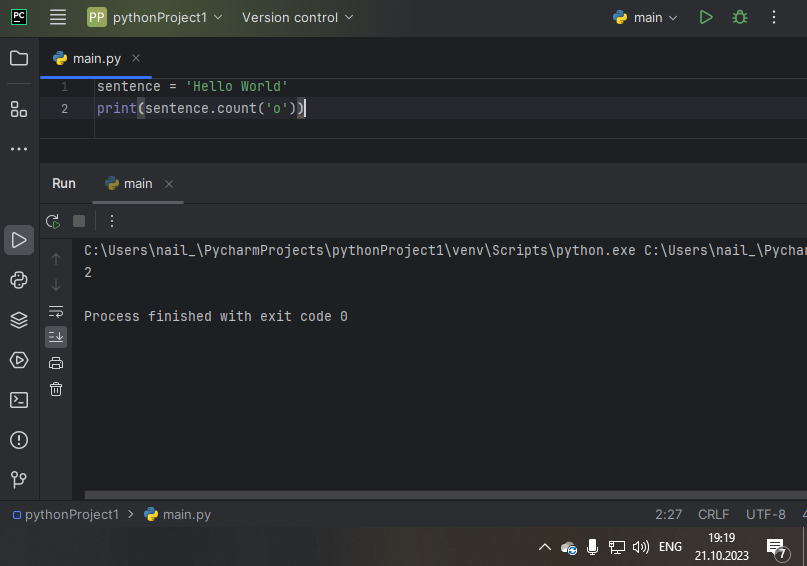 PC
PP pythonProject1 Version control main
main.py
1 sentence = 'Hello World'
2 print(sentence.count('o'))
Run main
C:\Users\nail_\PycharmProjects\pythonProject1\venv\Scripts\python.exe C:\Users\nail_\Pychar
2
Process finished with exit code 0
pythonProject1 > main.py 2:27 CRLF UTF-8 4
ENG 19:19
21.10.2023 7